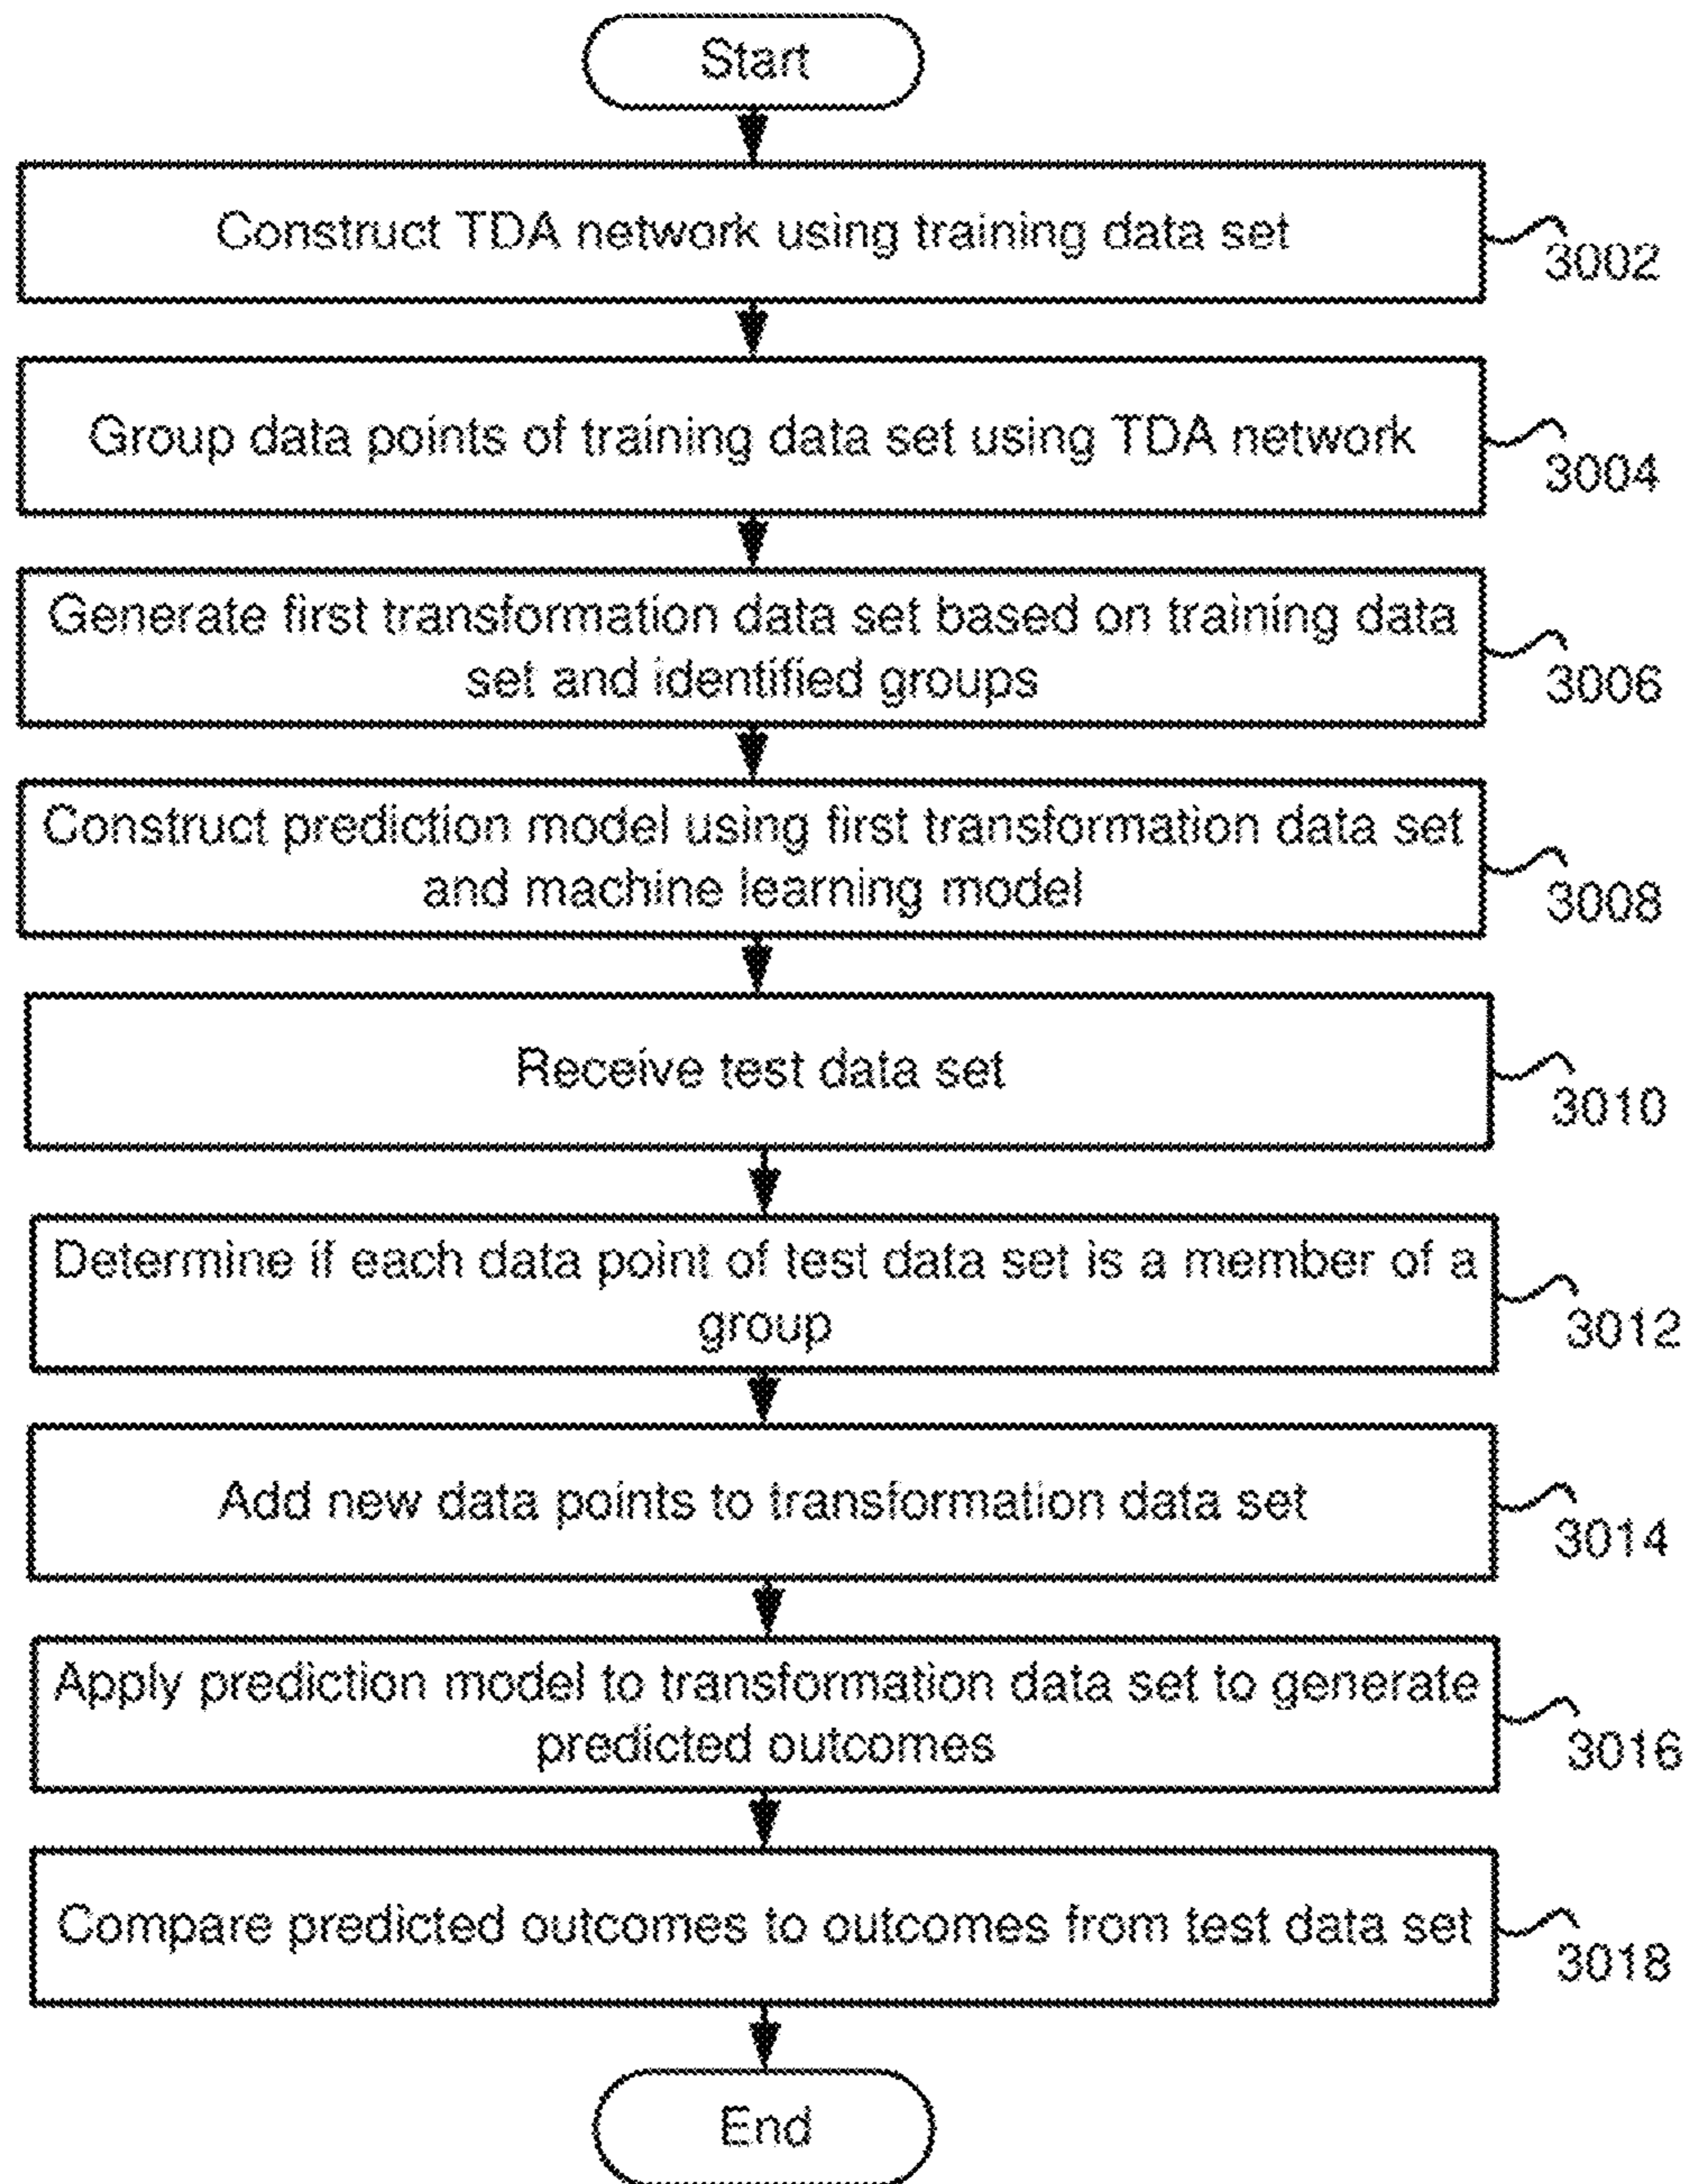 Start
Construct TDA network using training data set
3002
Group data points of training data set using TDA network
3004
Generate first transformation data set based on training data
set and identified groups
3006
Construct prediction model using first transformation data set
and machine learning model
3008
Receive test data set
3010
Determine if each data point of test data set is a member of a
group
3012
Add new data points to transformation data set
3014
Apply prediction model to transformation data set to generate
predicted outcomes
3016
Compare predicted outcomes to outcomes from test data set
3018
End